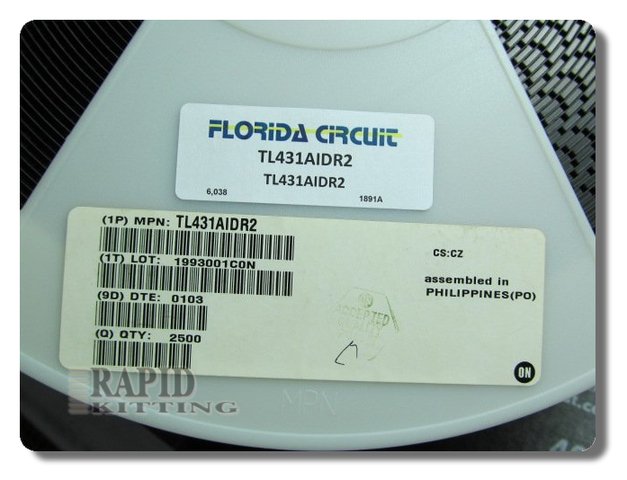 FLORIDA CIRCUIT
TL431AIDR2
TL431AIDR2
6,038 1891A
(1P) MPN: TL431AIDR2
(1T) LOT: 1993001C0N
(9D) DTE: 0103
(Q) QTY: 2500
CS:CZ
assembled in
PHILIPPINES(PO)
ACCEPTED
ON
RAPID
KITTING
MPN